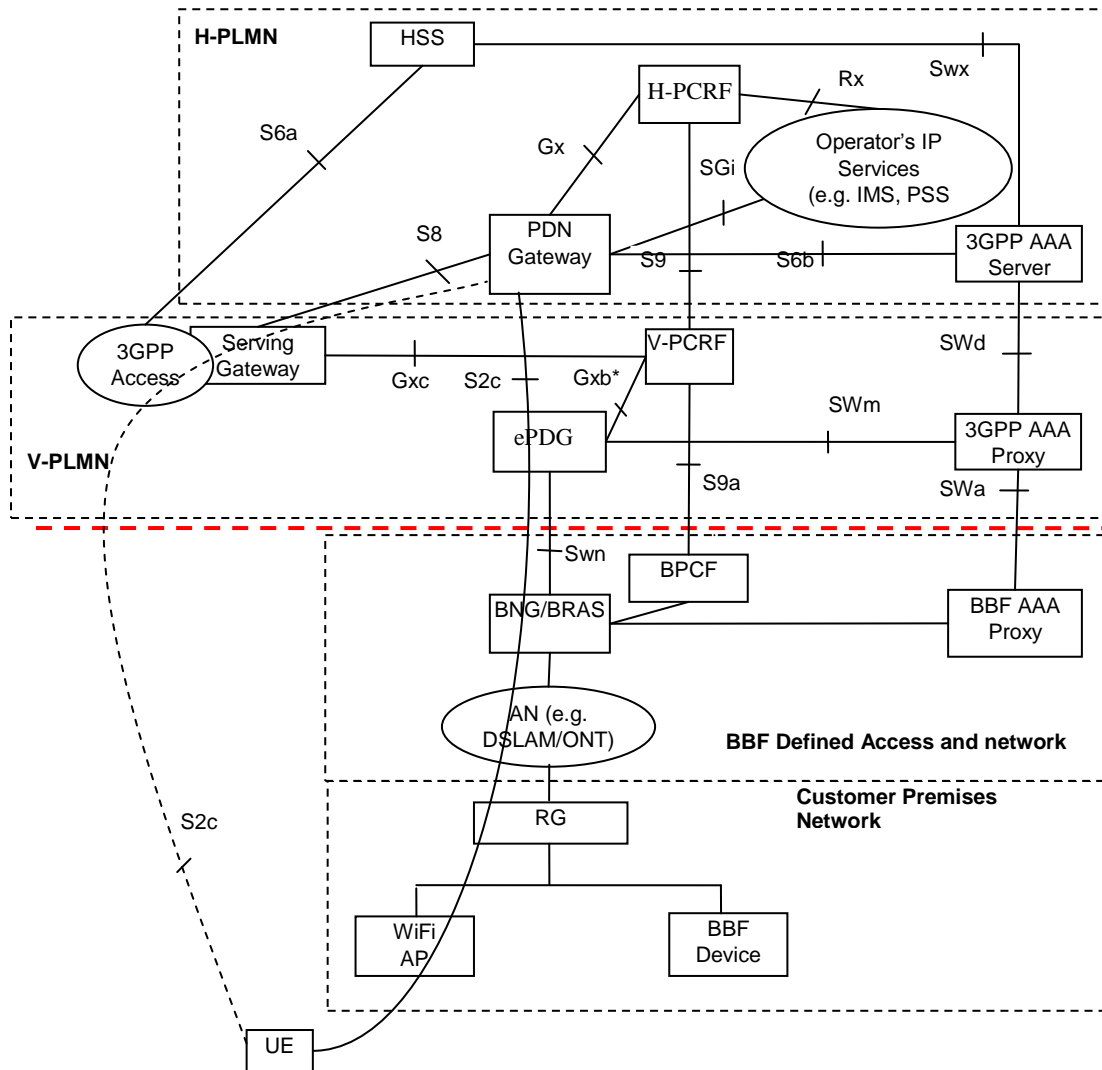 H-PLMN
HSS
Swx
H-PCRF
Rx
S6a
Gx
Operator's IP
Services
(e.g. IMS, PSS
SGi
S8
PDN
Gateway
S9
S6b
3GPP AAA
Server
3GPP
Access
Serving
Gateway
V-PCRF
SWd
Gxc
S2c
Gxb*
SWm
ePDG
3GPP AAA
Proxy
V-PLMN
S9a
SWa
Swn
BPCF
BNG/BRAS
BBF AAA
Proxy
AN (e.g.
DSLAM/ONT)
BBF Defined Access and network
Customer Premises
Network
RG
S2c
WiFi
AP
BBF
Device
UE